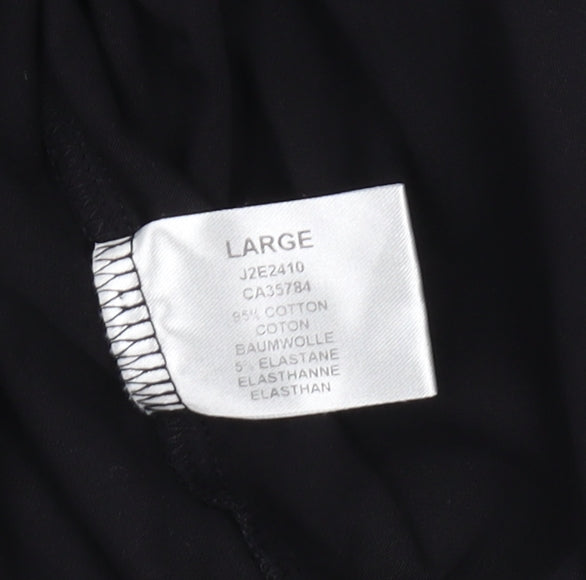 LARGE
J2E2410
CA35784
95% COTTON
COTON
BAUMWOLLE
5% ELASTANE
ELASTHANNE
ELASTHAN